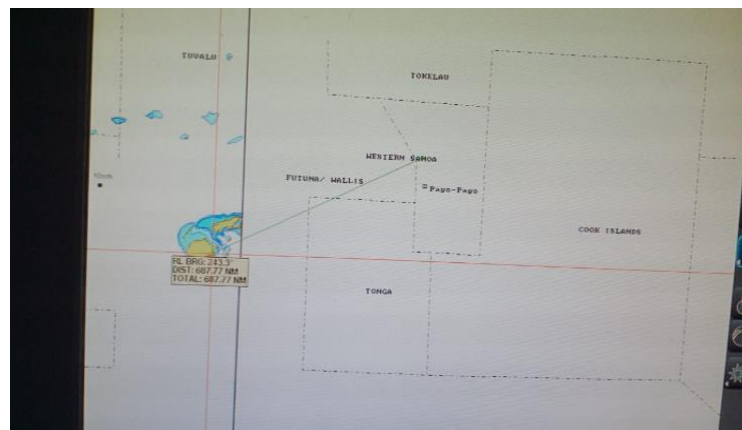 TUVALU
TOKELAU
WESTERN SAMOA
FUTUNA/ WALLIS
Pago-Pago
COOK ISLANDS
RL BRG: 243.3°
DIST: 687.77 NM
TOTAL: 687.77 NM
TONGA